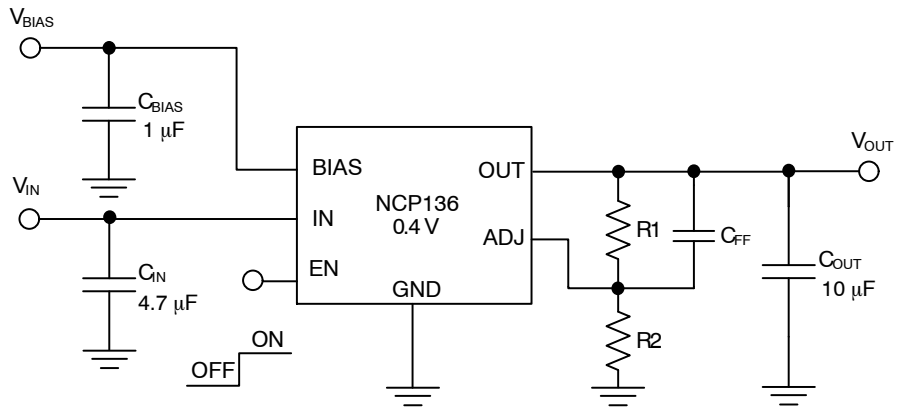 VBIAS
CBIAS
1 μF
VIN
CIN
4.7 μF
BIAS
IN
EN
NCP136
0.4 V
OUT
ADJ
GND
OFF
ON
R1
CFF
R2
VOUT
COUT
10 μF